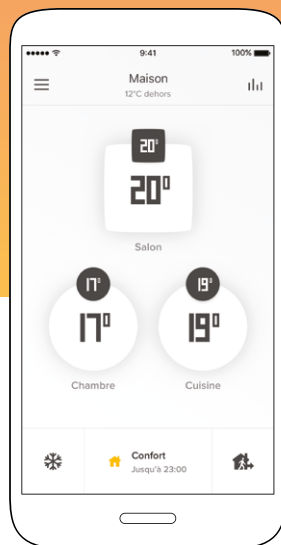 9:41
100%
Maison
12°C dehors
20°
20°
Salon
17°
19°
17°
19°
Chambre
Cuisine
Confort
Jusqu'à 23:00